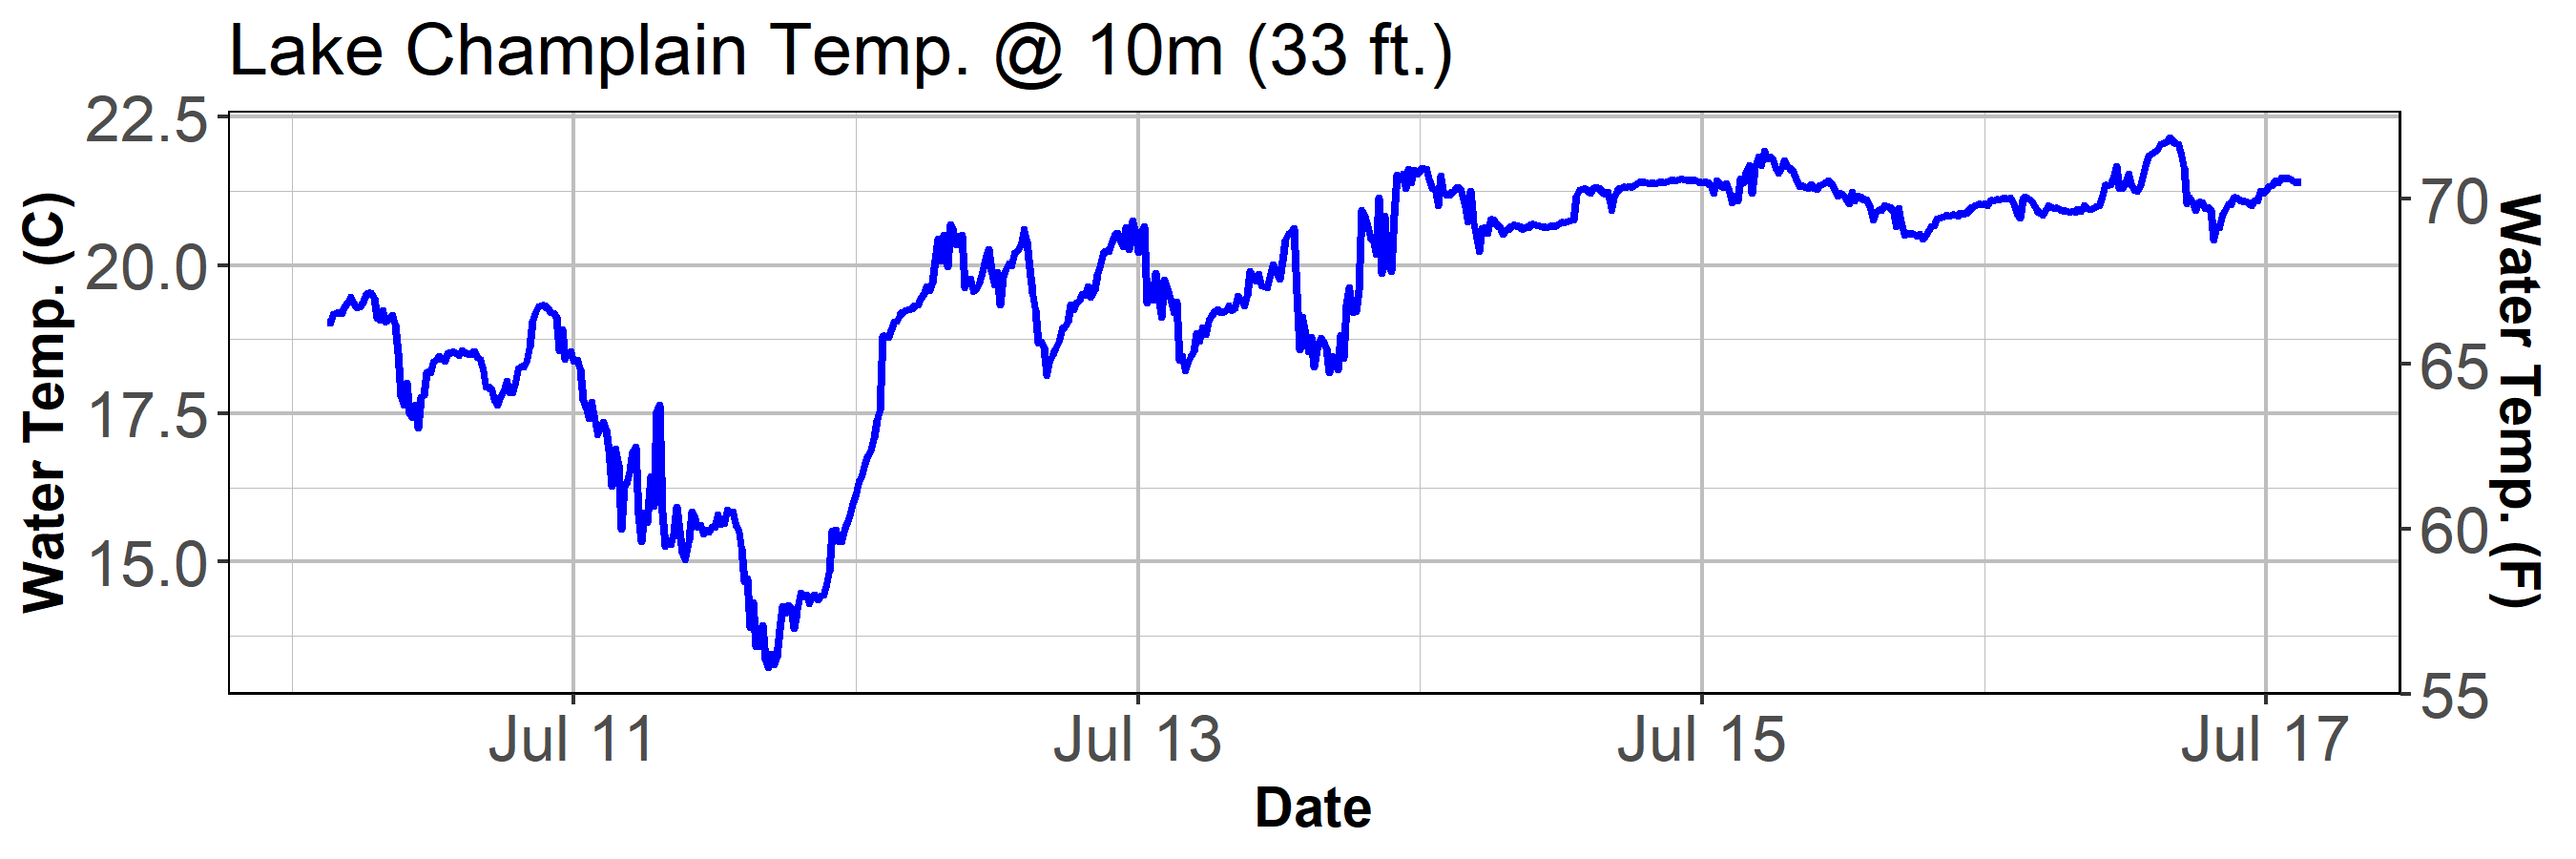 Lake Champlain Temp. @ 10m (33 ft.)
Water Temp. (C)
22.5
20.0
17.5
15.0
70
65
60
55
Water Temp. (F)
Jul 11
Jul 13
Jul 15
Jul 17
Date